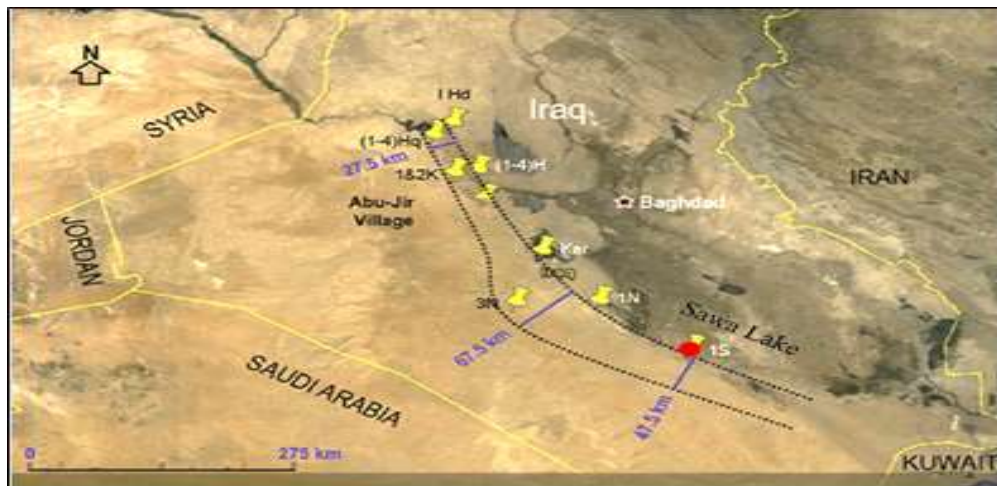 N
SYRIA
I Hd
Iraq
(1-4)Hq
27.5 km
(1-4)H
1&2K
Abu-Jir
Village
Baghdad
IRAN
JORDAN
Kar
3N
1N
67.5 km
Sawa Lake
1S
SAUDI ARABIA
47.5 km
0
275 km
KUWAIT